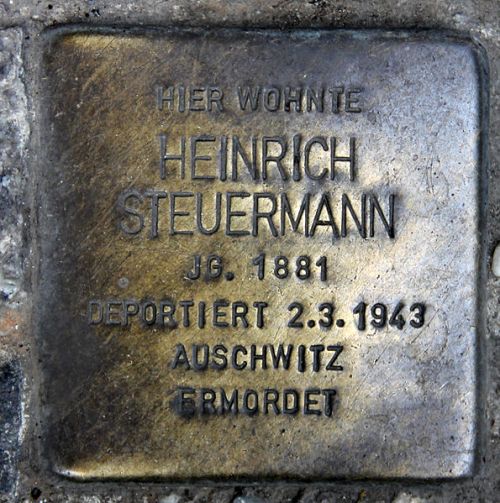 HIER WOHNTE
HEINRICH
STEUERMANN
JG. 1881
DEPORTIERT 2.3.1943
AUSCHWITZ
ERMORDET